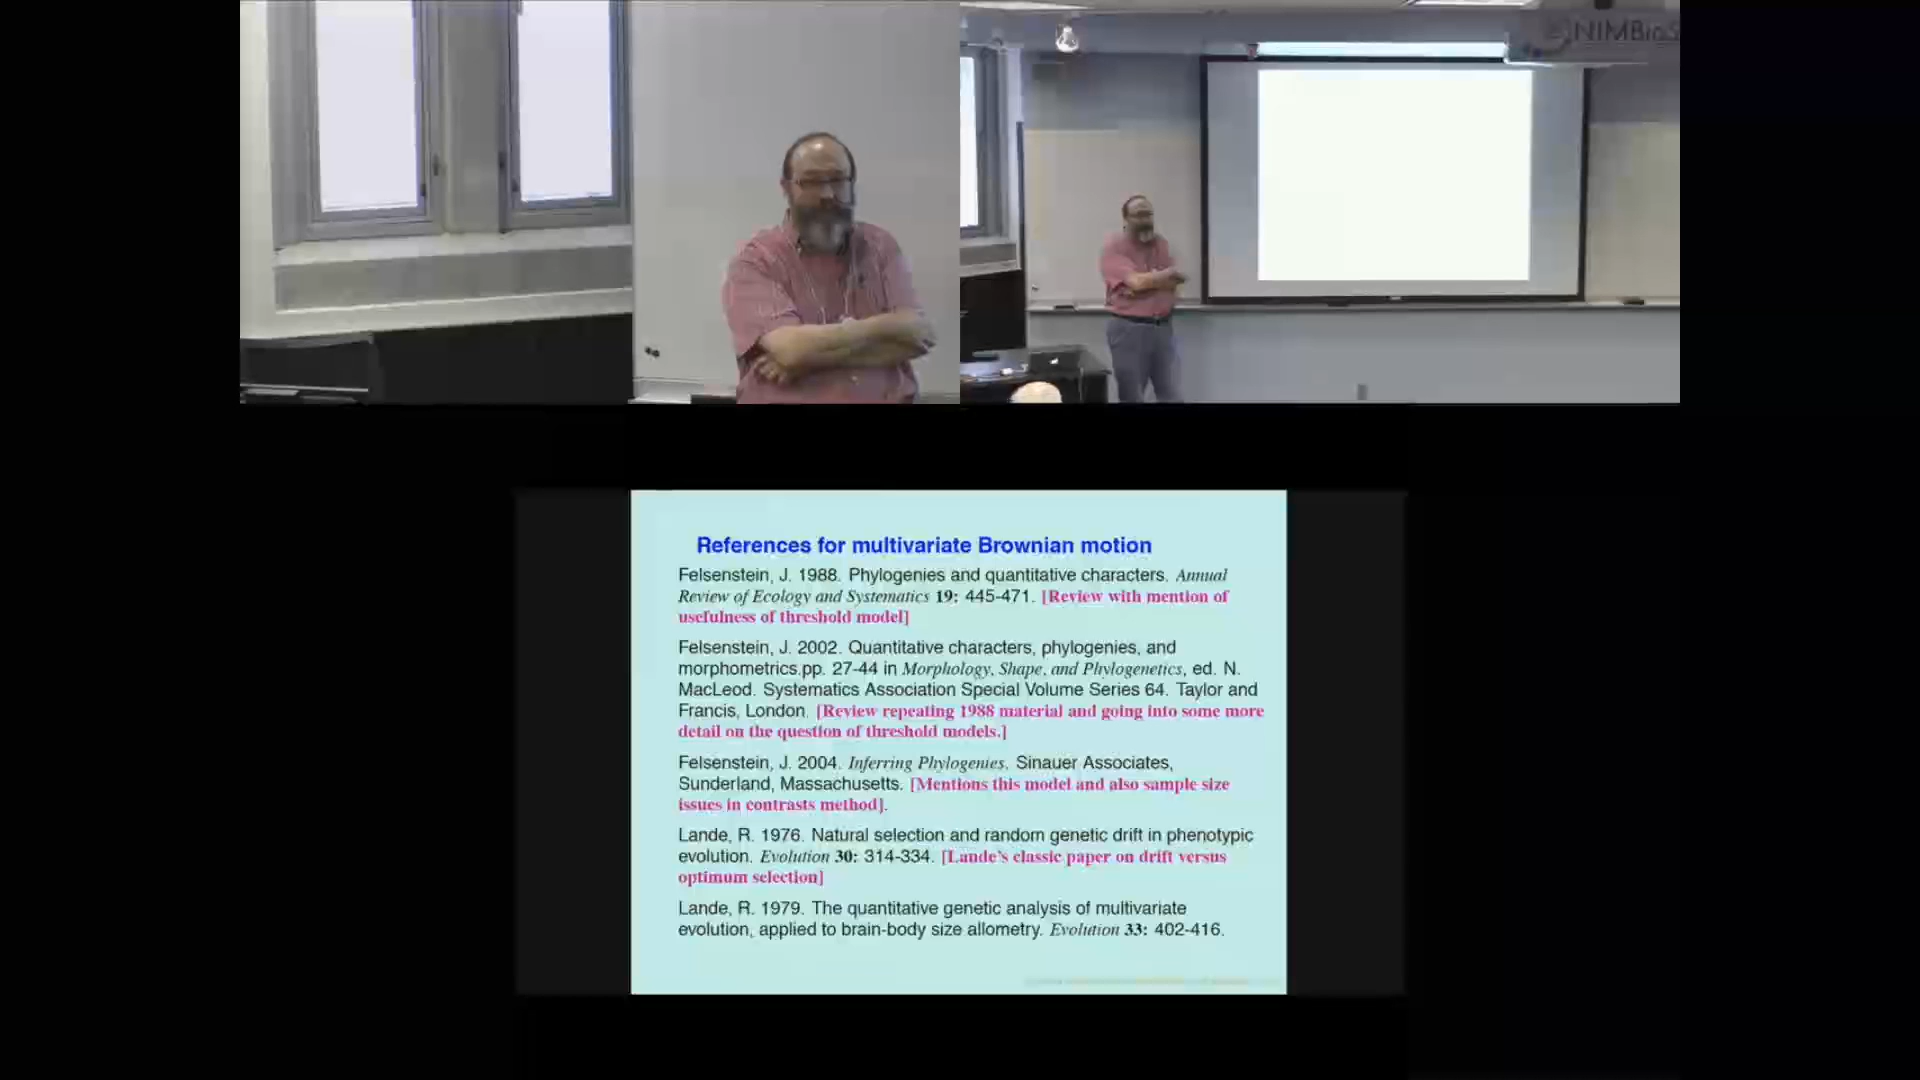 NIMBioS
References for multivariate Brownian motion
Felsenstein, J. 1988. Phylogenies and quantitative characters. Annual
Review of Ecology and Systematics 19: 445-471. [Review with mention of
usefulness of threshold model]
Felsenstein, J. 2002. Quantitative characters, phylogenies, and
morphometrics.pp. 27-44 in Morphology, Shape, and Phylogenetics, ed. N.
MacLeod. Systematics Association Special Volume Series 64. Taylor and
Francis, London. [Review repeating 1988 material and going into some more
detail on the question of threshold models.]
Felsenstein, J. 2004. Inferring Phylogenies. Sinauer Associates,
Sunderland, Massachusetts. [Mentions this model and also sample size
issues in contrasts method].
Lande, R. 1976. Natural selection and random genetic drift in phenotypic
evolution. Evolution 30: 314-334. [Lande's classic paper on drift versus
optimum selection]
Lande, R. 1979. The quantitative genetic analysis of multivariate
evolution, applied to brain-body size allometry. Evolution 33: 402-416.